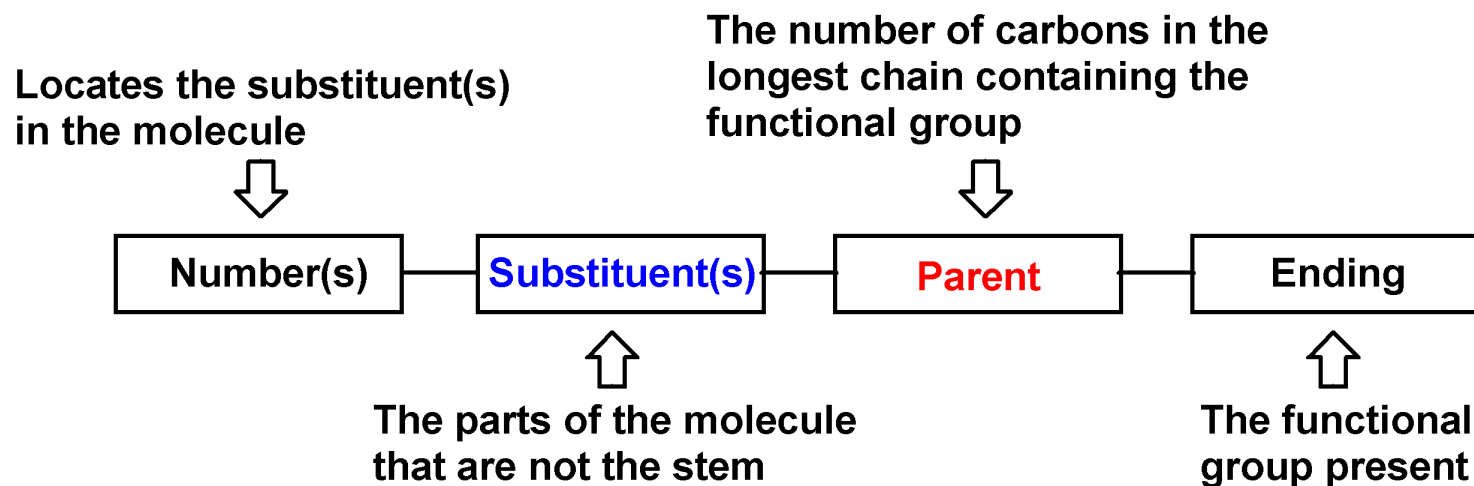 The number of carbons in the
longest chain containing the
functional group
Locates the substituent(s)
in the molecule
Number(s)
Substituent(s)
Parent
Ending
The parts of the molecule
that are not the stem
The functional
group present